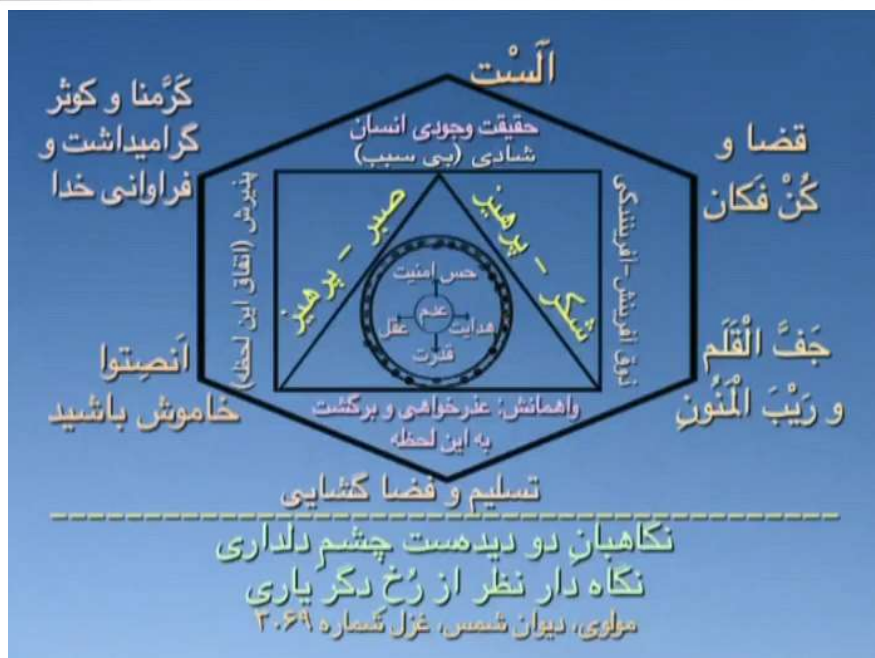 اَلَسْت
کَرَّمنا و کوثر
گرامیداشت و
فراوانی خدا
قضا و
کُنْ فَکان
حقیقت وجودی انسان
شادی (بی سبب)
پذیرش (اتفاق این لحظه)
صبر - پرهیز
شکر - پرهیز
ذوق آفرینش-آفرینندگی
حس امنیت
عدم
عقل
هدایت
قدرت
اَنصِتوا
خاموش باشید
جَفَّ الْقَلَم
و رَیْبَ الْمَنُونِ
واهمانش: عذرخواهی و برگشت
به این لحظه
تسلیم و فضا گشایی
نگاهبانِ دو دیده‌ست چشمِ دلداری
نگاه دار نظر از رُخِ دِگر یاری
مولوی، دیوان شمس، غزل شماره ۳۰۶۹